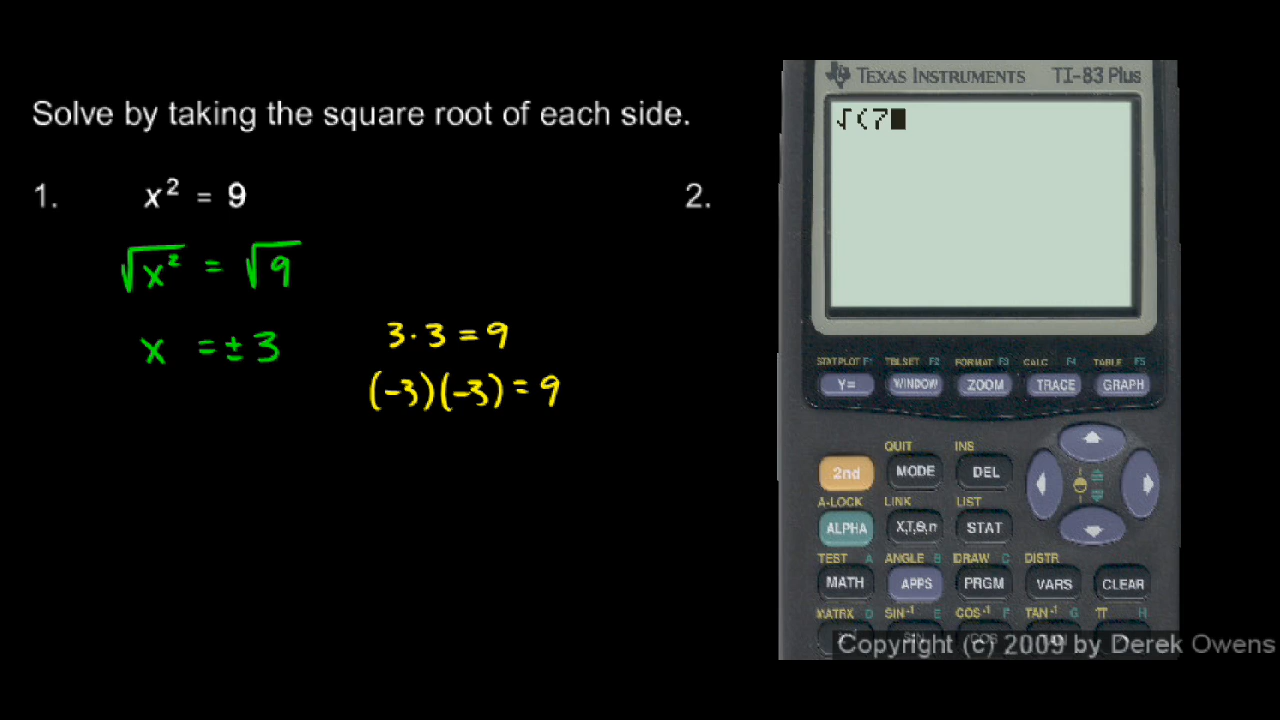 Solve by taking the square root of each side.
1. x² = 9
√x² = √9
x = ± 3
3 · 3 = 9
(-3)(-3) = 9
2.
TEXAS INSTRUMENTS TI-83 Plus
√(7
STAT PLOT F1 TBLSET F2 FORMAT F3 CALC F4 TABLE F5
Y= WINDOW ZOOM TRACE GRAPH
QUIT INS
2nd MODE DEL
A-LOCK LINK LIST
ALPHA X,T,θ,n STAT
TEST A ANGLE B DRAW C DISTR
MATH APPS PRGM VARS CLEAR
MATRX D SIN⁻¹ E COS⁻¹ F TAN⁻¹ G π H
SIN COS TAN
Copyright (c) 2009 by Derek Owens